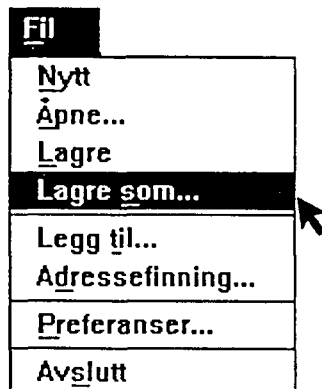 Fil
Nytt
Åpne...
Lagre
Lagre som...
Legg til...
Adressefinning...
Preferanser...
Avslutt